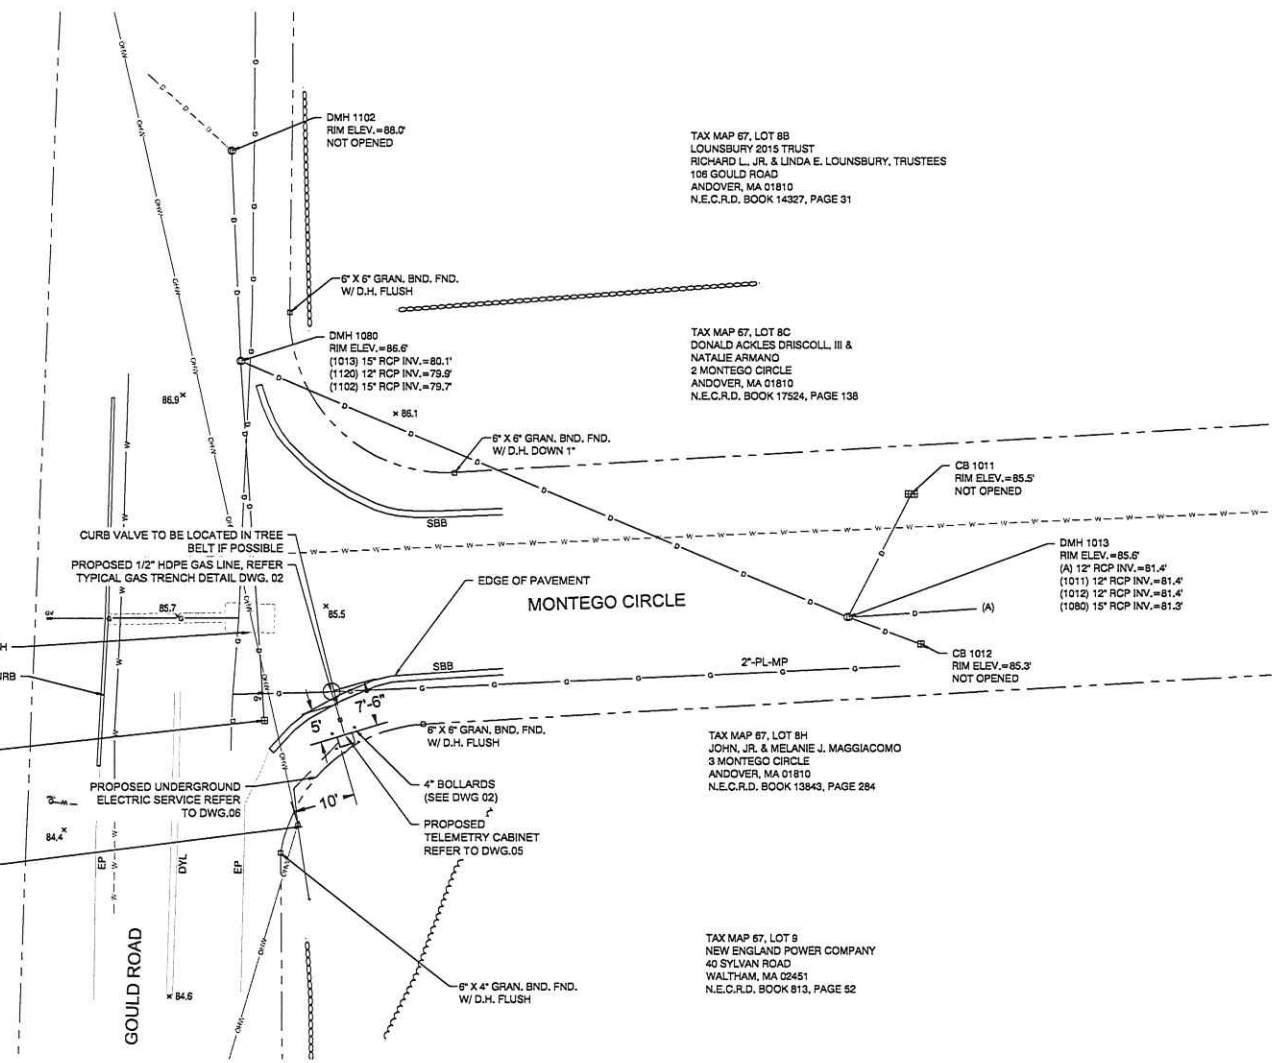 DMH 1102
RIM ELEV.=88.0'
NOT OPENED
TAX MAP 67, LOT 8B
LOUNSBURY 2015 TRUST
RICHARD L., JR. & LINDA E. LOUNSBURY, TRUSTEES
106 GOULD ROAD
ANDOVER, MA 01810
N.E.C.R.D. BOOK 14327, PAGE 31
6" X 6" GRAN. BND. FND.
W/ D.H. FLUSH
DMH 1080
RIM ELEV.=86.6'
(1013) 15" RCP INV.=80.1'
(1120) 12" RCP INV.=79.9'
(1102) 15" RCP INV.=79.7'
TAX MAP 67, LOT 8C
DONALD ACKLES DRISCOLL, III &
NATALIE ARMANO
2 MONTEGO CIRCLE
ANDOVER, MA 01810
N.E.C.R.D. BOOK 17524, PAGE 138
86.9
86.1
6" X 6" GRAN. BND. FND.
W/ D.H. DOWN 1"
CB 1011
RIM ELEV.=85.5'
NOT OPENED
SBB
CURB VALVE TO BE LOCATED IN TREE
BELT IF POSSIBLE
PROPOSED 1/2" HDPE GAS LINE, REFER
TYPICAL GAS TRENCH DETAIL DWG. 02
DMH 1013
RIM ELEV.=85.6'
(A) 12" RCP INV.=81.4'
(1011) 12" RCP INV.=81.4'
(1012) 12" RCP INV.=81.4'
(1080) 15" RCP INV.=81.3'
EDGE OF PAVEMENT
MONTEGO CIRCLE
85.7
85.5
(A)
H
URB
SBB
2"-PL-MP
CB 1012
RIM ELEV.=85.3'
NOT OPENED
5'
7'-6"
6" X 6" GRAN. BND. FND.
W/ D.H. FLUSH
TAX MAP 67, LOT 8H
JOHN, JR. & MELANIE J. MAGGIACOMO
3 MONTEGO CIRCLE
ANDOVER, MA 01810
N.E.C.R.D. BOOK 13843, PAGE 284
PROPOSED UNDERGROUND
ELECTRIC SERVICE REFER
TO DWG.06
10'
4" BOLLARDS
(SEE DWG 02)
PROPOSED
TELEMETRY CABINET
REFER TO DWG.05
84.4
EP
DYL
EP
GOULD ROAD
84.6
6" X 4" GRAN. BND. FND.
W/ D.H. FLUSH
TAX MAP 67, LOT 9
NEW ENGLAND POWER COMPANY
40 SYLVAN ROAD
WALTHAM, MA 02451
N.E.C.R.D. BOOK 813, PAGE 52